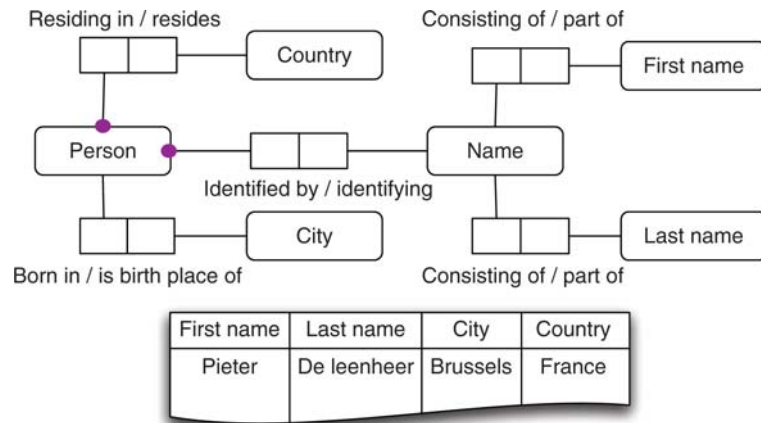 Residing in / resides
Consisting of / part of
Country
First name
Person
Name
Identified by / identifying
City
Last name
Born in / is birth place of
Consisting of / part of
First name Last name City Country
Pieter De leenheer Brussels France